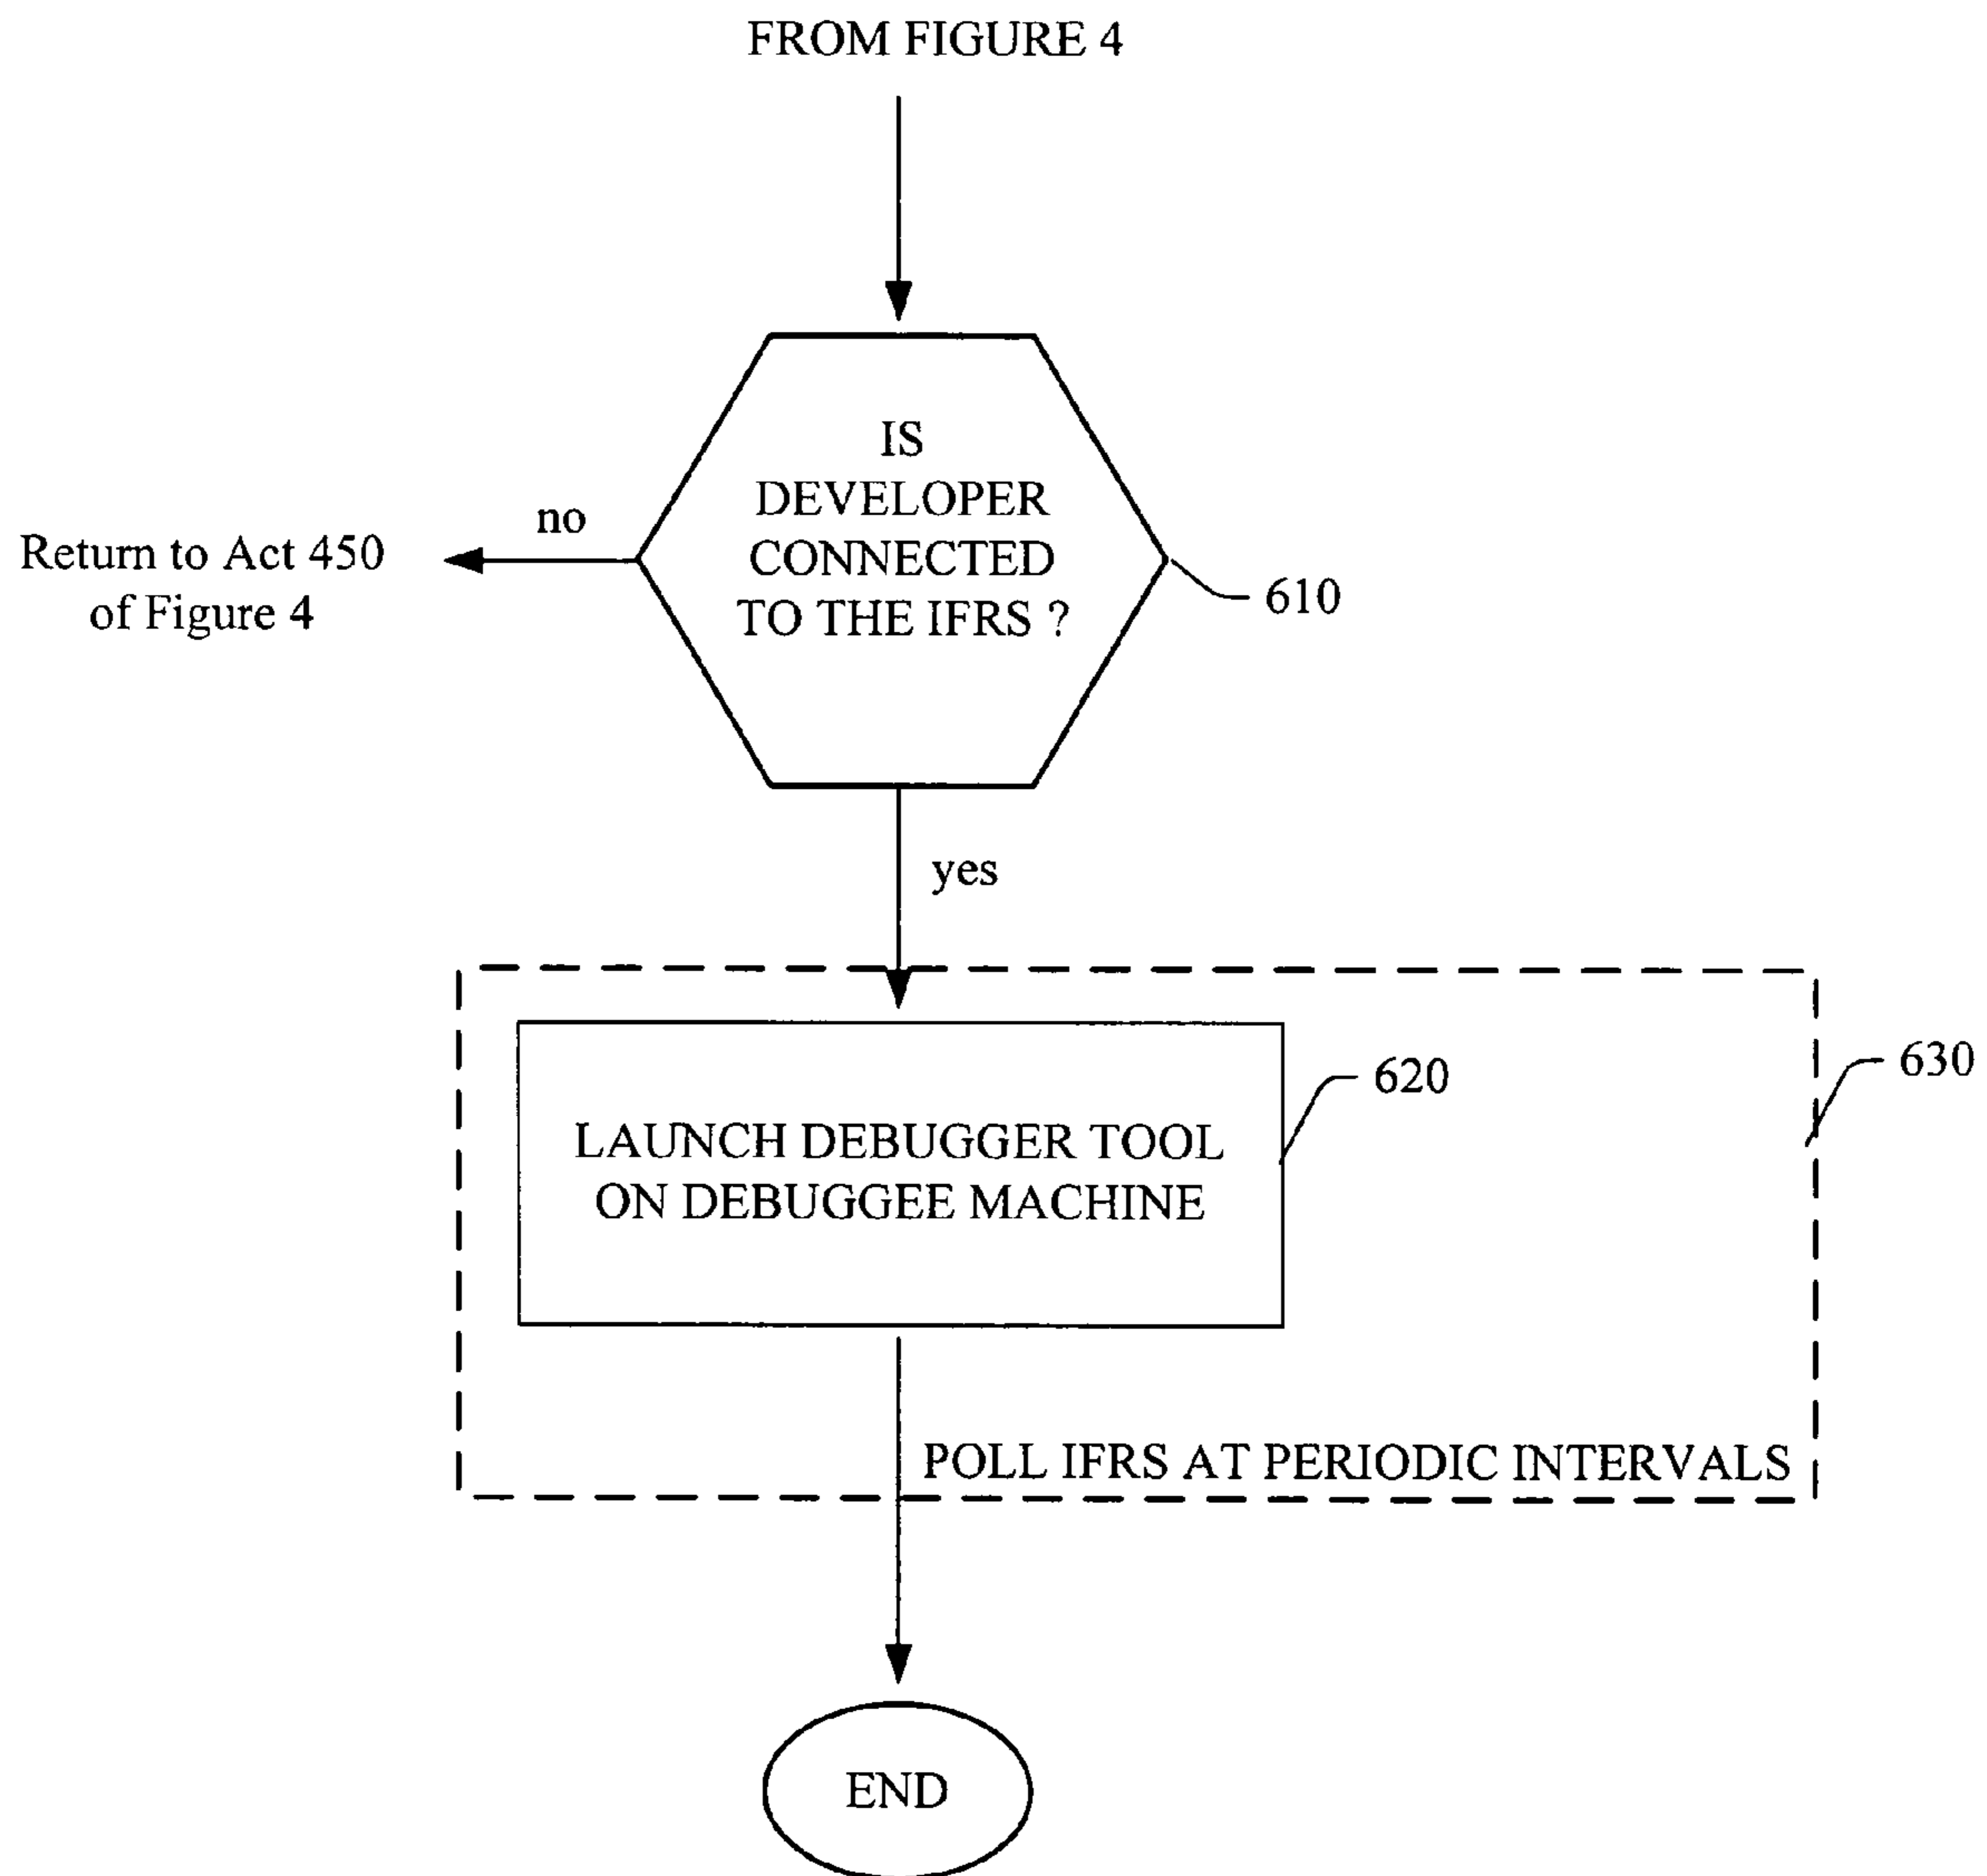 FROM FIGURE 4
IS
DEVELOPER
CONNECTED
TO THE IFRS ?
610
no
Return to Act 450
of Figure 4
yes
630
620
LAUNCH DEBUGGER TOOL
ON DEBUGGEE MACHINE
POLL IFRS AT PERIODIC INTERVALS
END